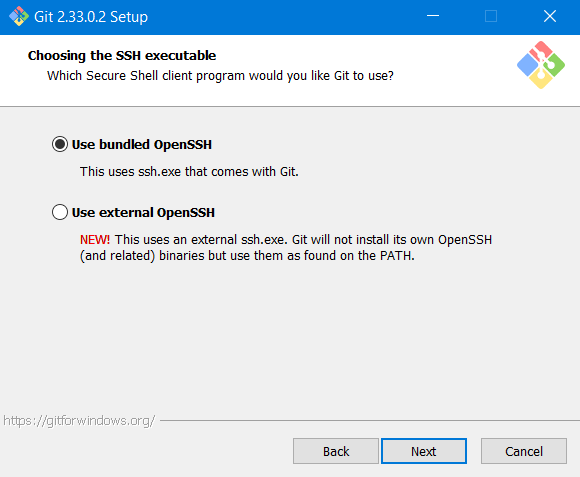 Git 2.33.0.2 Setup
Choosing the SSH executable
Which Secure Shell client program would you like Git to use?
Use bundled OpenSSH
This uses ssh.exe that comes with Git.
Use external OpenSSH
NEW! This uses an external ssh.exe. Git will not install its own OpenSSH
(and related) binaries but use them as found on the PATH.
https://gitforwindows.org/
Back
Next
Cancel